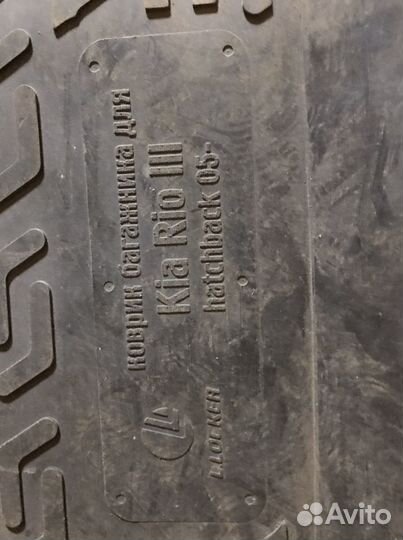 коврик багажника для
Kia Rio III
hatchback 05-
L.LOCKER
Avito